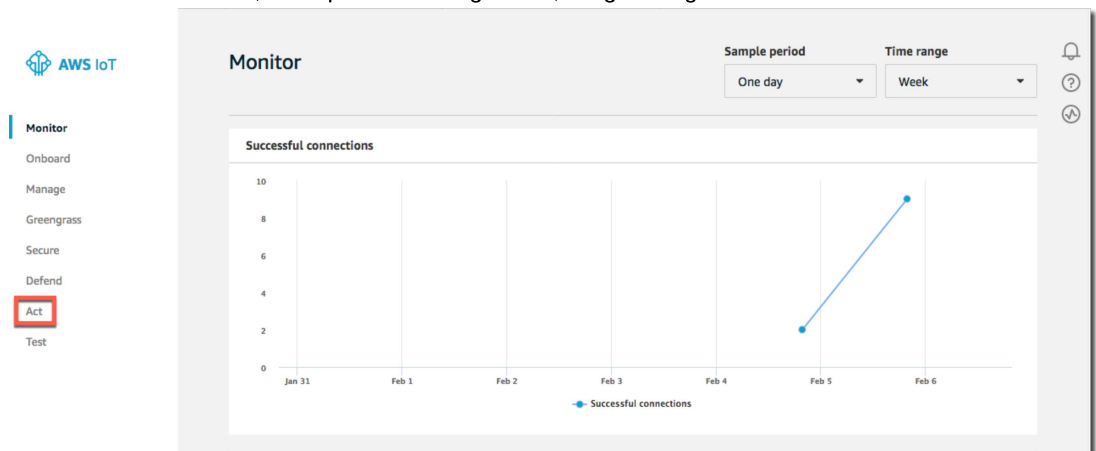 AWS IoT
Monitor
Onboard
Manage
Greengrass
Secure
Defend
Act
Test
Monitor
Sample period
One day
Time range
Week
Successful connections
10
8
6
4
2
0
Jan 31 Feb 1 Feb 2 Feb 3 Feb 4 Feb 5 Feb 6
Successful connections